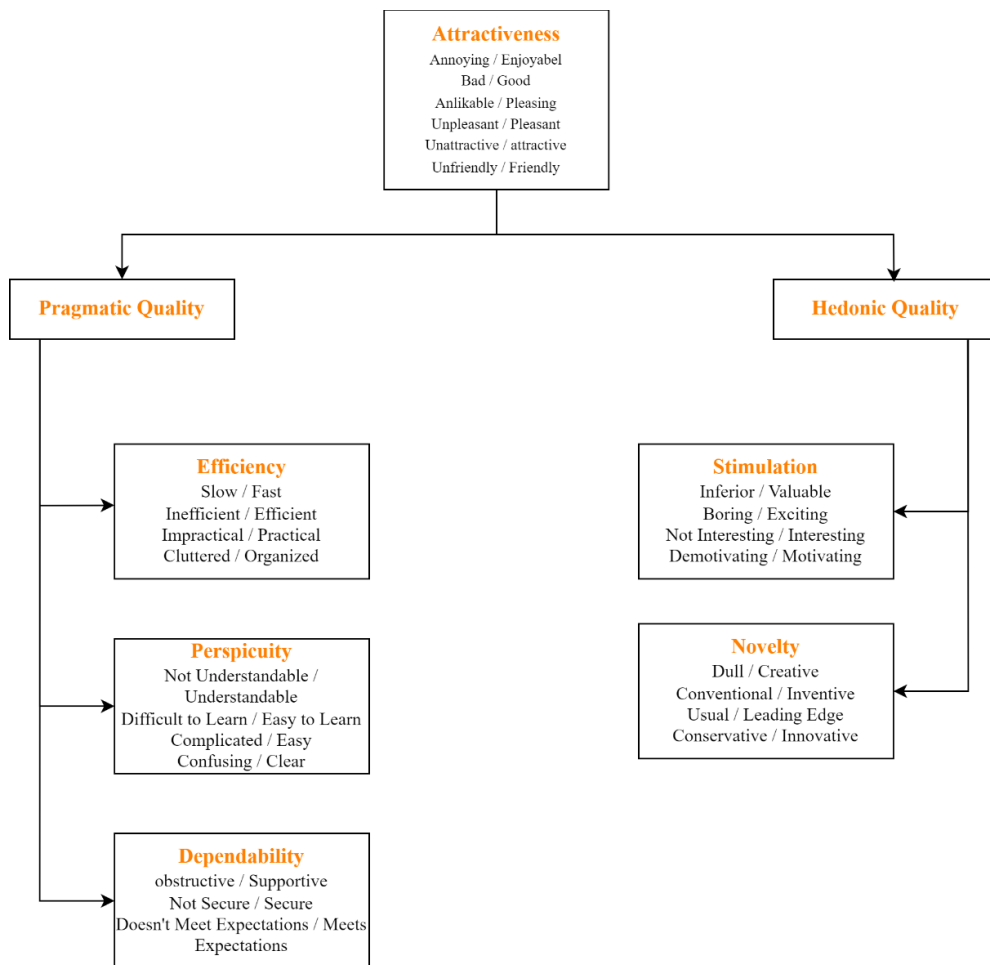 Attractiveness
Annoying / Enjoyabel
Bad / Good
Anlikable / Pleasing
Unpleasant / Pleasant
Unattractive / attractive
Unfriendly / Friendly
Pragmatic Quality
Hedonic Quality
Efficiency
Slow / Fast
Inefficient / Efficient
Impractical / Practical
Cluttered / Organized
Stimulation
Inferior / Valuable
Boring / Exciting
Not Interesting / Interesting
Demotivating / Motivating
Perspicuity
Not Understandable /
Understandable
Difficult to Learn / Easy to Learn
Complicated / Easy
Confusing / Clear
Novelty
Dull / Creative
Conventional / Inventive
Usual / Leading Edge
Conservative / Innovative
Dependability
obstructive / Supportive
Not Secure / Secure
Doesn't Meet Expectations / Meets
Expectations